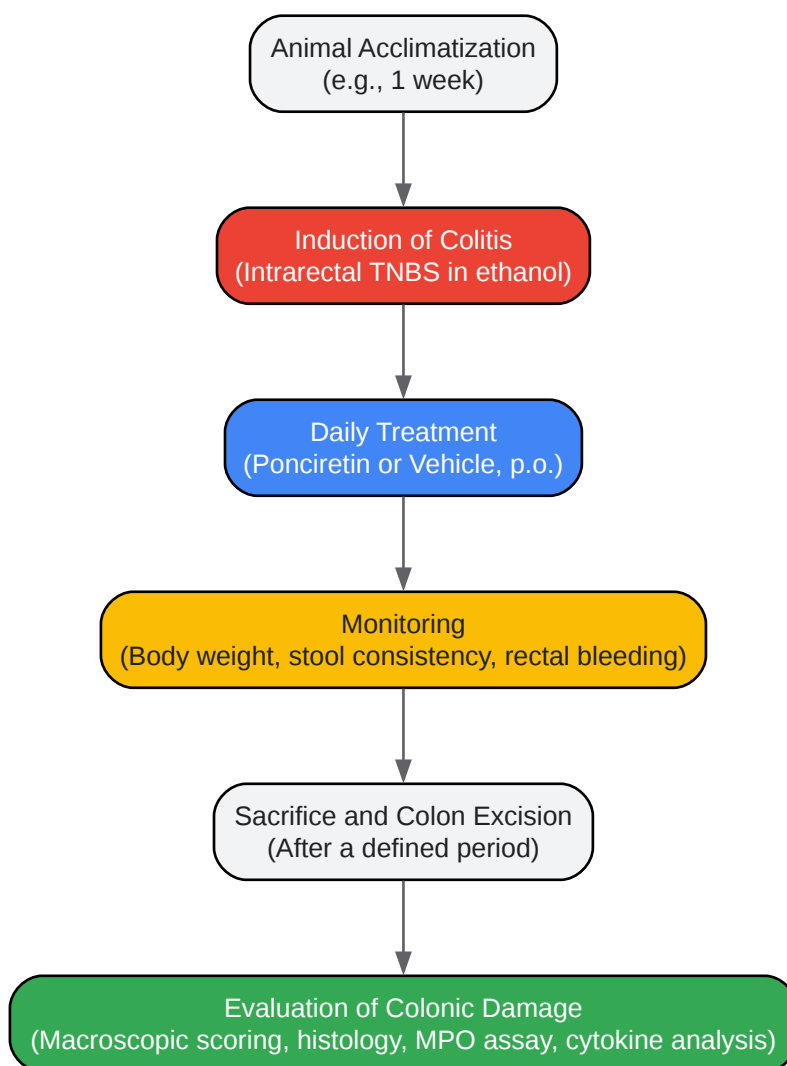 Animal Acclimatization
(e.g., 1 week)
Induction of Colitis
(Intrarectal TNBS in ethanol)
Daily Treatment
(Ponciretin or Vehicle, p.o.)
Monitoring
(Body weight, stool consistency, rectal bleeding)
Sacrifice and Colon Excision
(After a defined period)
Evaluation of Colonic Damage
(Macroscopic scoring, histology, MPO assay, cytokine analysis)